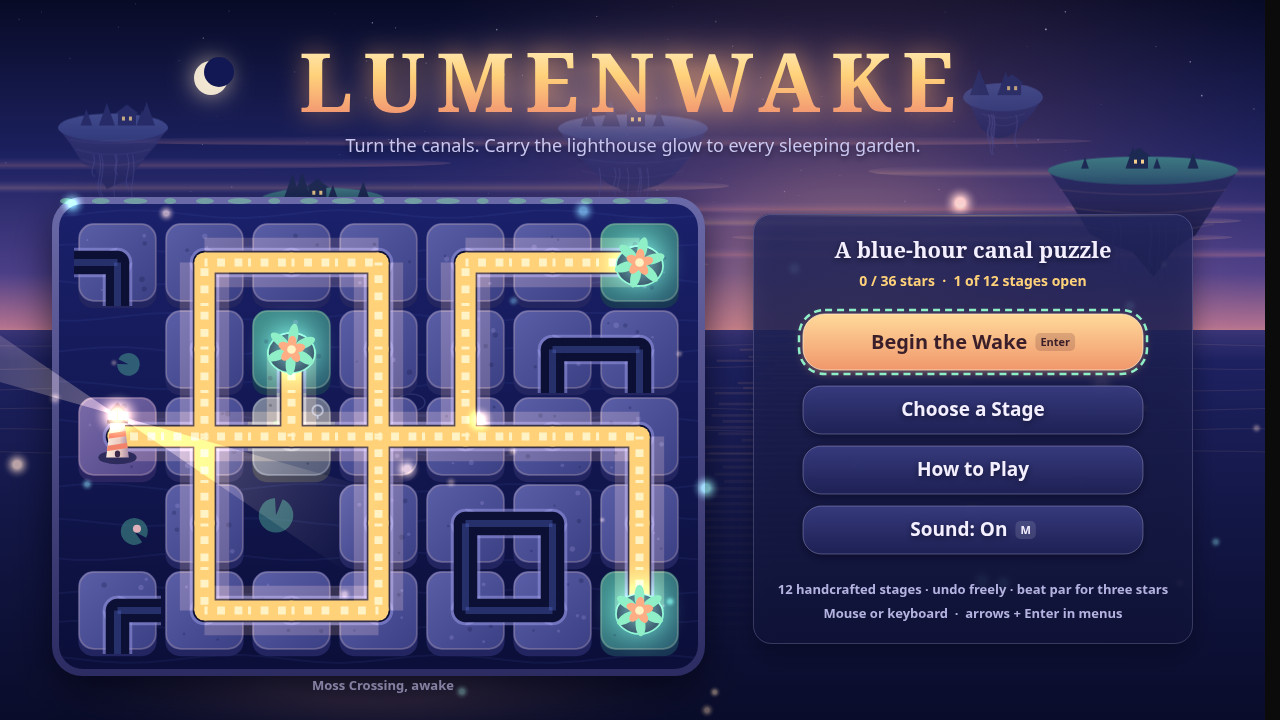 LUMENWAKE
Turn the canals. Carry the lighthouse glow to every sleeping garden.
A blue-hour canal puzzle
0 / 36 stars · 1 of 12 stages open
Begin the Wake Enter
Choose a Stage
How to Play
Sound: On M
12 handcrafted stages · undo freely · beat par for three stars
Mouse or keyboard · arrows + Enter in menus
Moss Crossing, awake